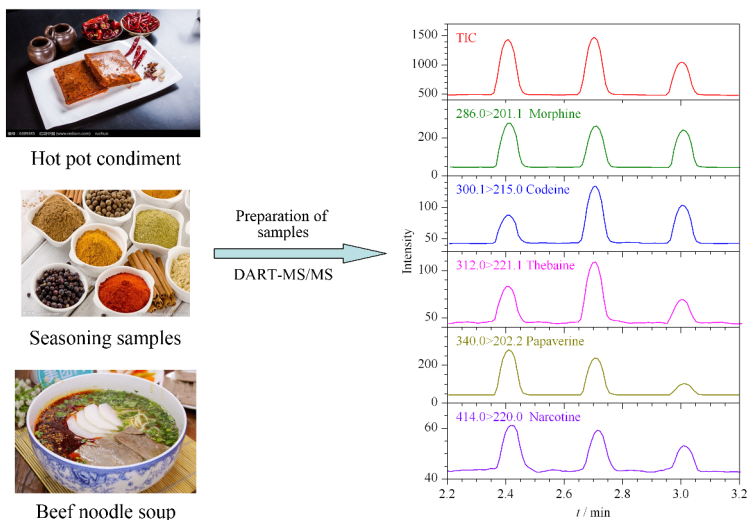 Hot pot condiment
Seasoning samples
Beef noodle soup
Preparation of
samples
DART-MS/MS
Intensity
TIC
1500
1000
500
286.0>201.1 Morphine
200
0
300.1>215.0 Codeine
100
50
312.0>221.1 Thebaine
100
50
340.0>202.2 Papaverine
200
0
414.0>220.0 Narcotine
60
40
2.2 2.4 2.6 2.8 3.0 3.2
t / min